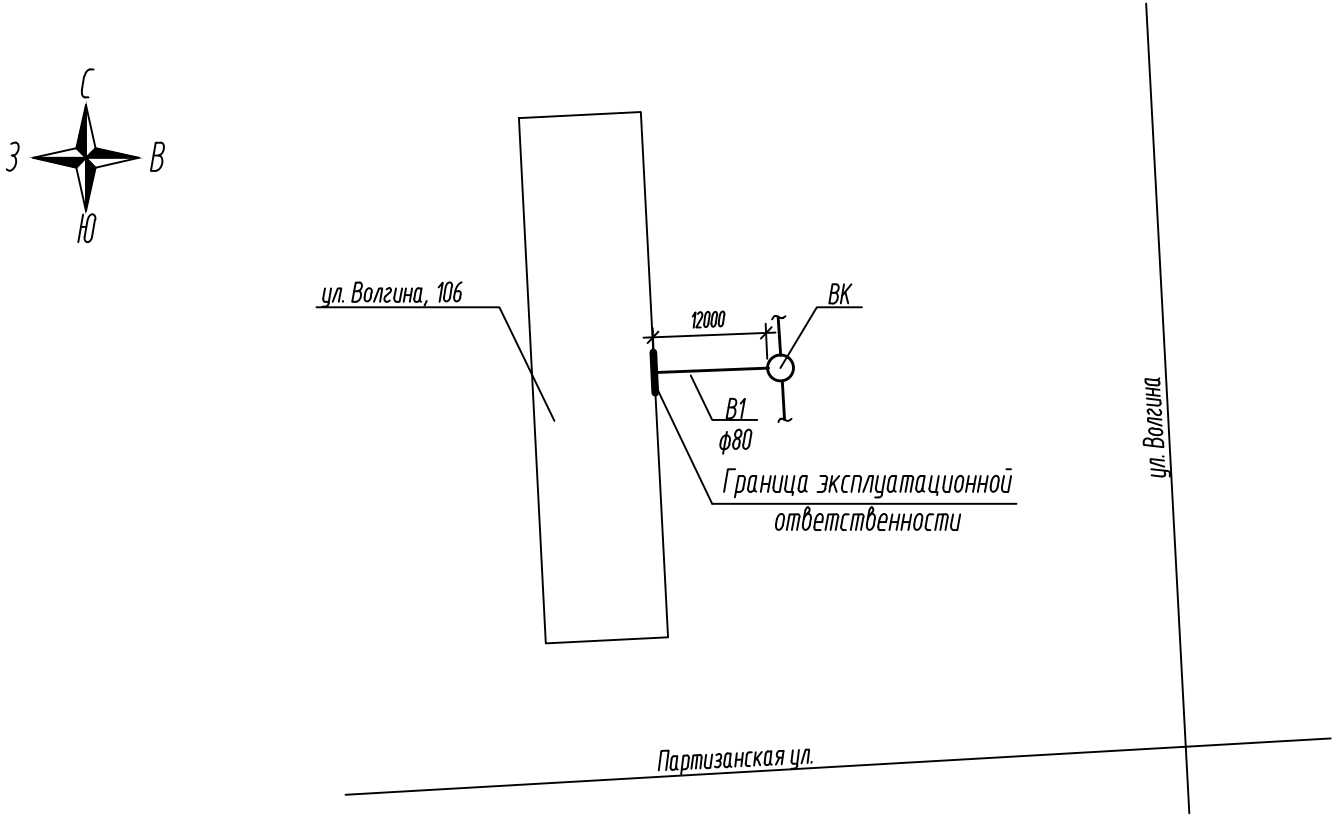 С
З
В
Ю
ул. Волгина, 106
12000
ВК
В1
ф80
Граница эксплуатационной
ответственности
ул. Волгина
Партизанская ул.